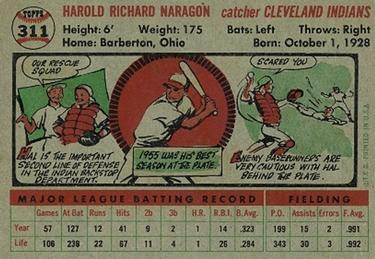 TOPPS
311
HAROLD RICHARD NARAGON catcher CLEVELAND INDIANS
Height: 6' Weight: 175 Bats: Left Throws: Right
Home: Barberton, Ohio Born: October 1, 1928
OUR RESCUE SQUAD
HAL IS THE IMPORTANT SECOND LINE OF DEFENSE IN THE INDIAN BACKSTOP DEPARTMENT.
1955 WAS HIS BEST SEASON AT THE PLATE.
SCARED YOU
ENEMY BASERUNNERS ARE VERY CAUTIOUS WITH HAL BEHIND THE PLATE.
MAJOR LEAGUE BATTING RECORD FIELDING
Games At Bat Runs Hits 2b 3b H.R. R.B.I. B.Avg. P.O. Assists Errors F.Avg.
Year 57 127 12 41 9 2 1 14 .323 199 15 1 .991
Life 106 238 22 67 11 4 1 26 .284 343 30 3 .992
PRINTED IN U.S.A.